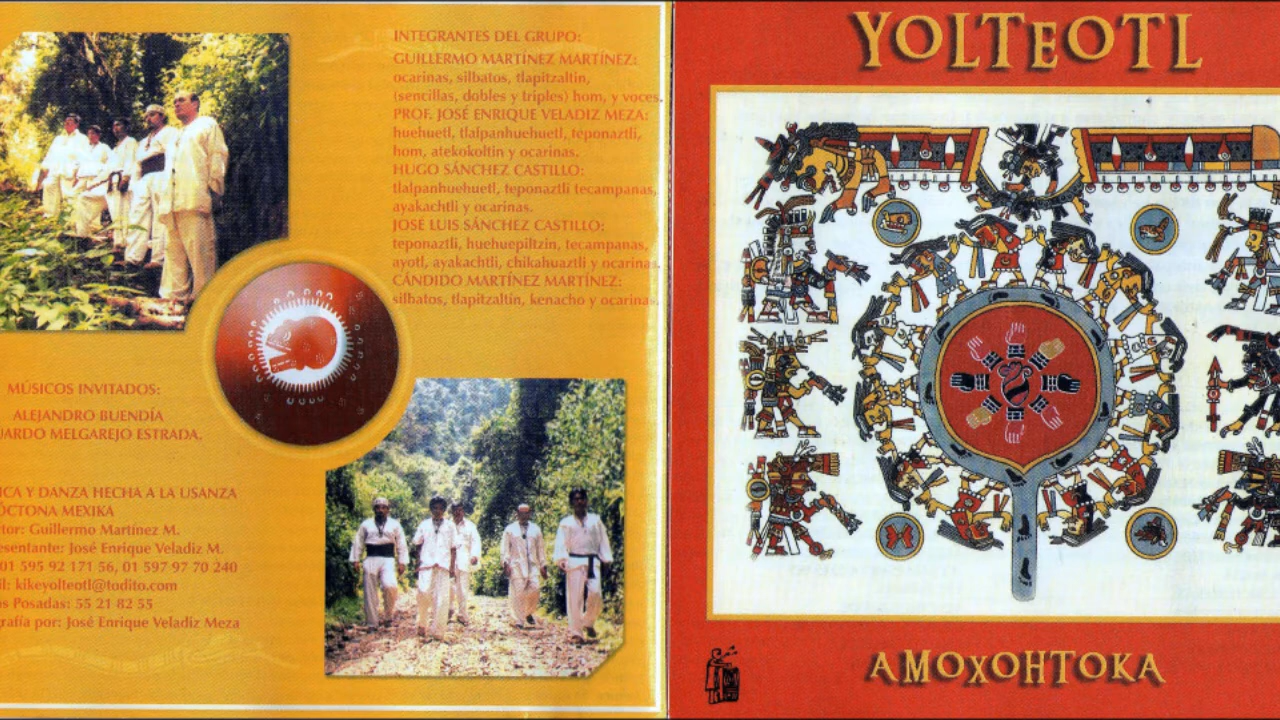 INTEGRANTES DEL GRUPO:
GUILLERMO MARTÍNEZ MARTÍNEZ:
ocarinas, silbatos, tlapitzaltin,
(sencillas, dobles y triples) hom, y voces.
PROF. JOSÉ ENRIQUE VELADIZ MEZA:
huehuetl, tlalpanhuehuetl, teponaztli,
hom, atekokoltin y ocarinas.
HUGO SÁNCHEZ CASTILLO:
tlalpanhuehuetl, teponaztli tecampanas,
ayakachtli y ocarinas.
JOSÉ LUIS SÁNCHEZ CASTILLO:
teponaztli, huehuepiltzin, tecampanas,
ayotl, ayakachtli, chikahuaztli y ocarinas.
CÁNDIDO MARTÍNEZ MARTÍNEZ:
silbatos, tlapitzaltin, kenacho y ocarinas.
MÚSICOS INVITADOS:
ALEJANDRO BUENDÍA
UARDO MELGAREJO ESTRADA.
ICA Y DANZA HECHA A LA USANZA
ÓCTONA MEXIKA
tor: Guillermo Martínez M.
esentante: José Enrique Veladiz M.
01 595 92 171 56, 01 597 97 70 240
il: kikeyolteotl@todito.com
s Posadas: 55 21 82 55
grafía por: José Enrique Veladiz Meza
YOLTEOTL
AMOXOHTOKA